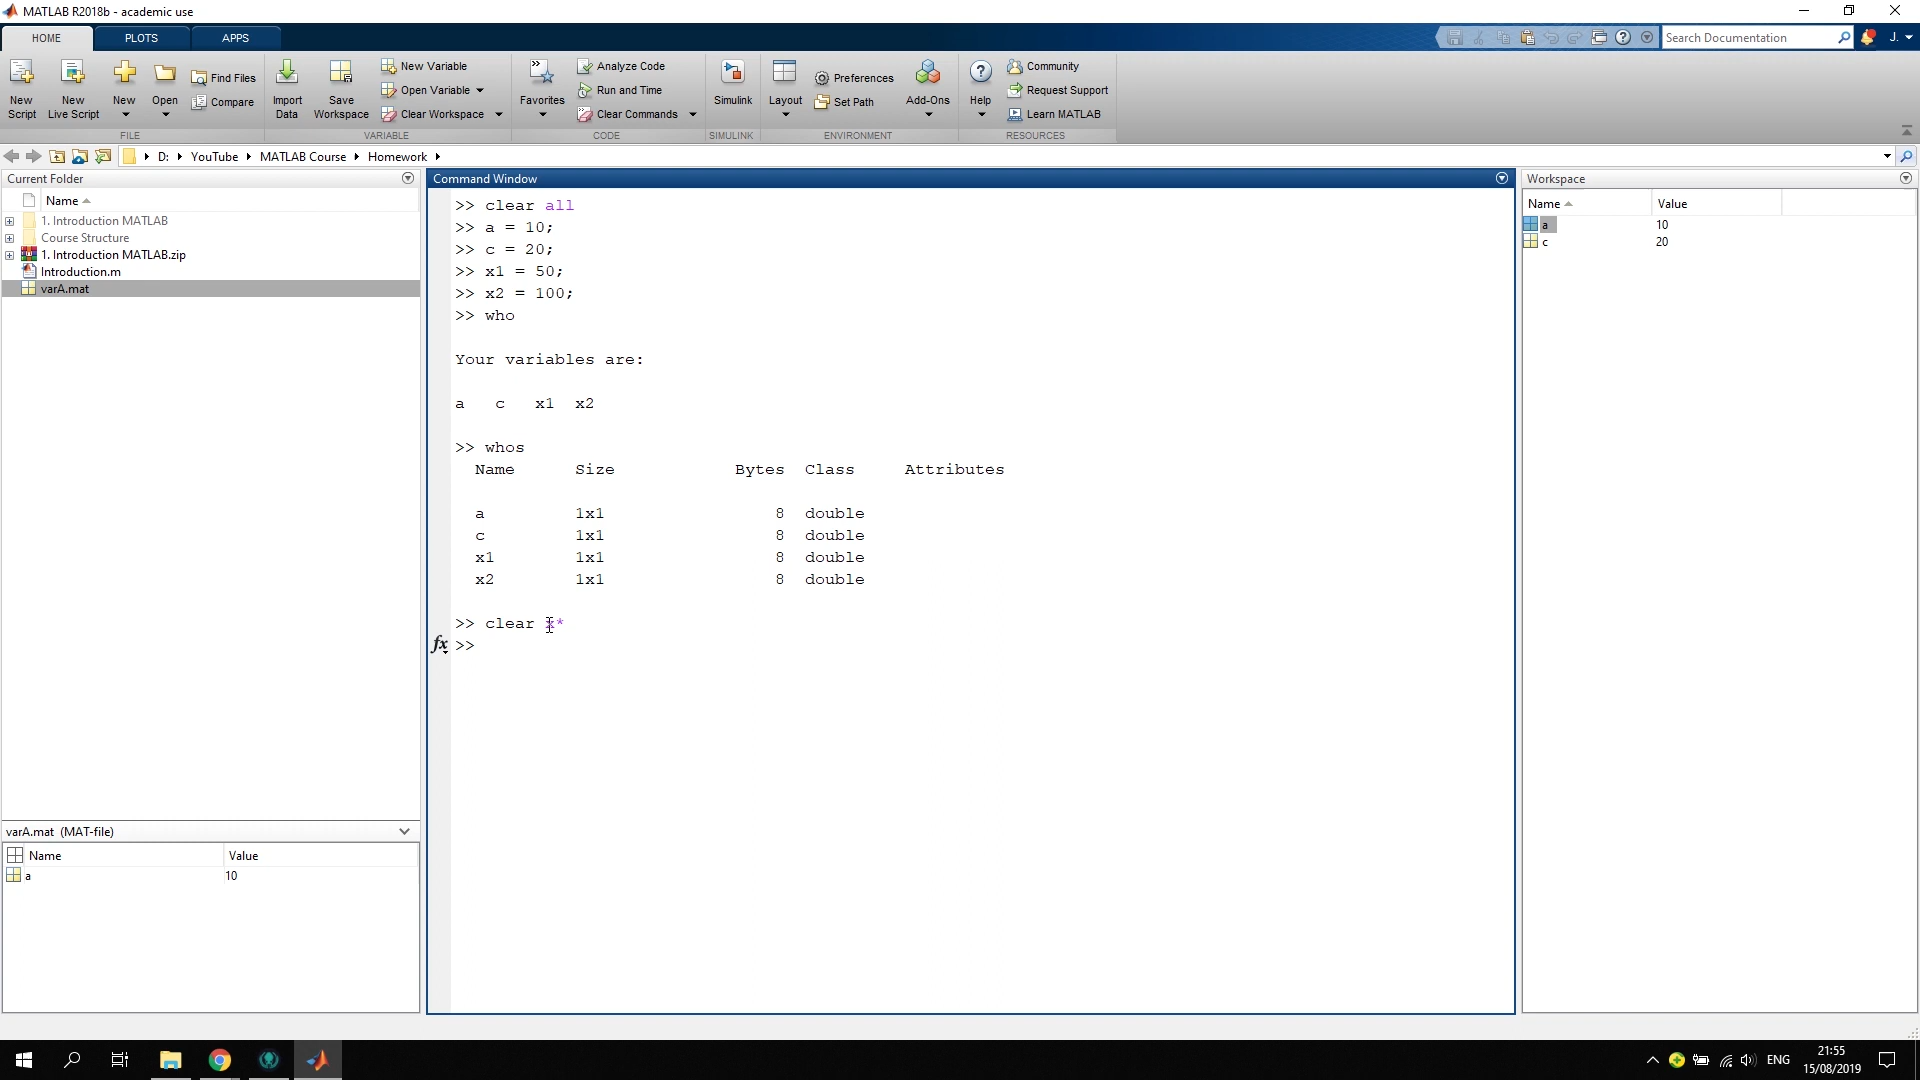 MATLAB R2018b - academic use
HOME PLOTS APPS
Search Documentation J.
New Script
New Live Script
New
Open
Find Files
Compare
FILE
Import Data
Save Workspace
New Variable
Open Variable
Clear Workspace
VARIABLE
Favorites
Analyze Code
Run and Time
Clear Commands
CODE
Simulink
SIMULINK
Layout
Preferences
Set Path
Add-Ons
ENVIRONMENT
Help
Community
Request Support
Learn MATLAB
RESOURCES
D: YouTube MATLAB Course Homework
Current Folder
Name
1. Introduction MATLAB
Course Structure
1. Introduction MATLAB.zip
Introduction.m
varA.mat
varA.mat (MAT-file)
Name Value
a 10
Command Window
>> clear all
>> a = 10;
>> c = 20;
>> x1 = 50;
>> x2 = 100;
>> who
Your variables are:
a c x1 x2
>> whos
Name Size Bytes Class Attributes
a 1x1 8 double
c 1x1 8 double
x1 1x1 8 double
x2 1x1 8 double
>> clear x*
fx >>
Workspace
Name Value
a 10
c 20
ENG
21:55
15/08/2019